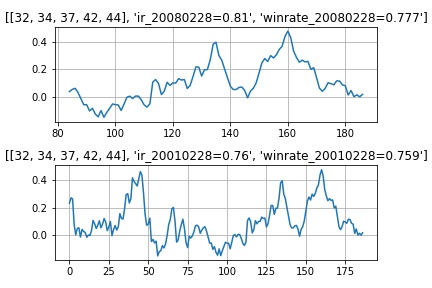 [[32, 34, 37, 42, 44], 'ir_20080228=0.81', 'winrate_20080228=0.777']
0.4
0.2
0.0
80 100 120 140 160 180
[[32, 34, 37, 42, 44], 'ir_20010228=0.76', 'winrate_20010228=0.759']
0.4
0.2
0.0
0 25 50 75 100 125 150 175